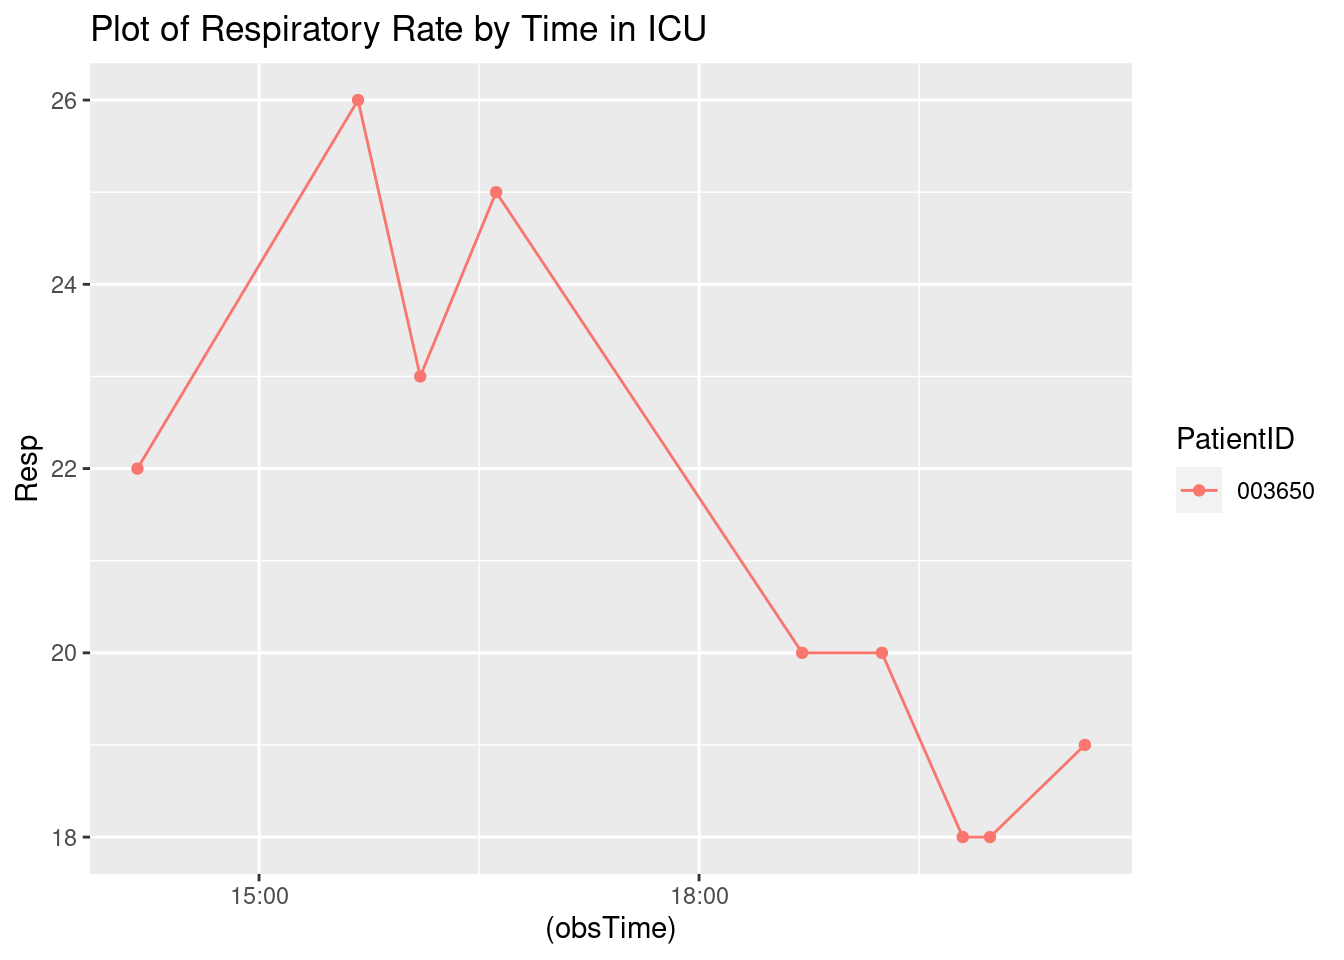 Plot of Respiratory Rate by Time in ICU
26
24
22
20
18
Resp
15:00
18:00
(obsTime)
PatientID
003650